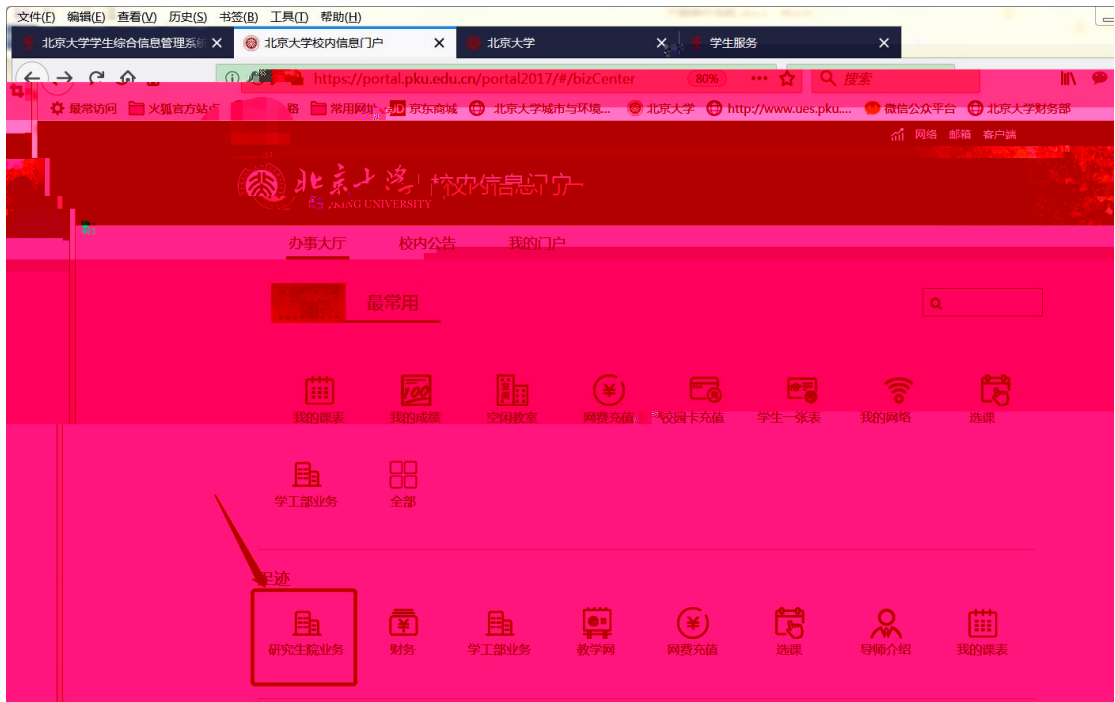 文件(F) 编辑(E) 查看(V) 历史(S) 书签(B) 工具(T) 帮助(H)
北京大学学生综合信息管理系统 北京大学校内信息门户 北京大学 学生服务
https://portal.pku.edu.cn/portal2017/#/bizCenter 80% 搜索
最常访问 火狐官方站点 常用网址 JD 京东商城 北京大学城市与环境... 北京大学 http://www.ues.pku.... 微信公众平台 北京大学财务部
网络 邮箱 客户端
北京大学 校内信息门户
PEKING UNIVERSITY
办事大厅 校内公告 我的门户
最常用
我的课表 我的成绩 空闲教室 网费充值 校园卡充值 学生一张表 我的网络 选课
学工部业务 全部
足迹
研究生院业务 财务 学工部业务 教学网 网费充值 选课 导师介绍 我的课表